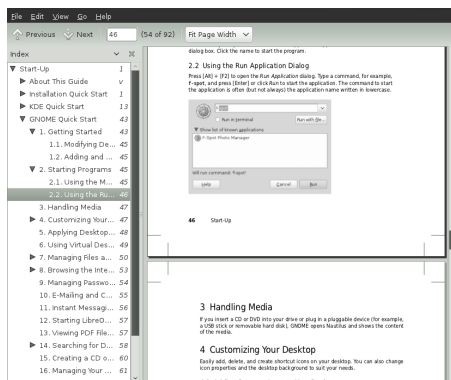 File Edit View Go Help
Previous Next 46 (54 of 92) Fit Page Width
Index
Start-Up 1
About This Guide v
Installation Quick Start 1
KDE Quick Start 13
GNOME Quick Start 43
1. Getting Started 43
1.1. Modifying De... 45
1.2. Adding and ... 45
2. Starting Programs 45
2.1. Using the M... 45
2.2. Using the Ru... 46
3. Handling Media 47
4. Customizing Your... 47
5. Applying Desktop... 48
6. Using Virtual Des... 49
7. Managing Files a... 50
8. Browsing the Inte... 53
9. Managing Passwo... 54
10. E-Mailing and C... 55
11. Instant Messagi... 56
12. Starting LibreO... 57
13. Viewing PDF File... 57
14. Searching for D... 58
15. Creating a CD o... 60
16. Managing Your ... 61
dialog box. Click the name to start the program.
2.2 Using the Run Application Dialog
Press [Alt] + [F2] to open the Run Application dialog. Type a command, for example,
f-spot, and press [Enter] or click Run to start the application. The command to start
the application is often (but not always) the application name written in lowercase.
f-spot
Run in terminal Run with file...
Show list of known applications
F-Spot Photo Manager
Will run command: 'f-spot'
Help Cancel Run
46 Start-Up
3 Handling Media
If you insert a CD or DVD into your drive or plug in a pluggable device (for example,
a USB stick or removable hard disk), GNOME opens Nautilus and shows the content
of the media.
4 Customizing Your Desktop
Easily add, delete, and create shortcut icons on your desktop. You can also change
icon properties and the desktop background to suit your needs.